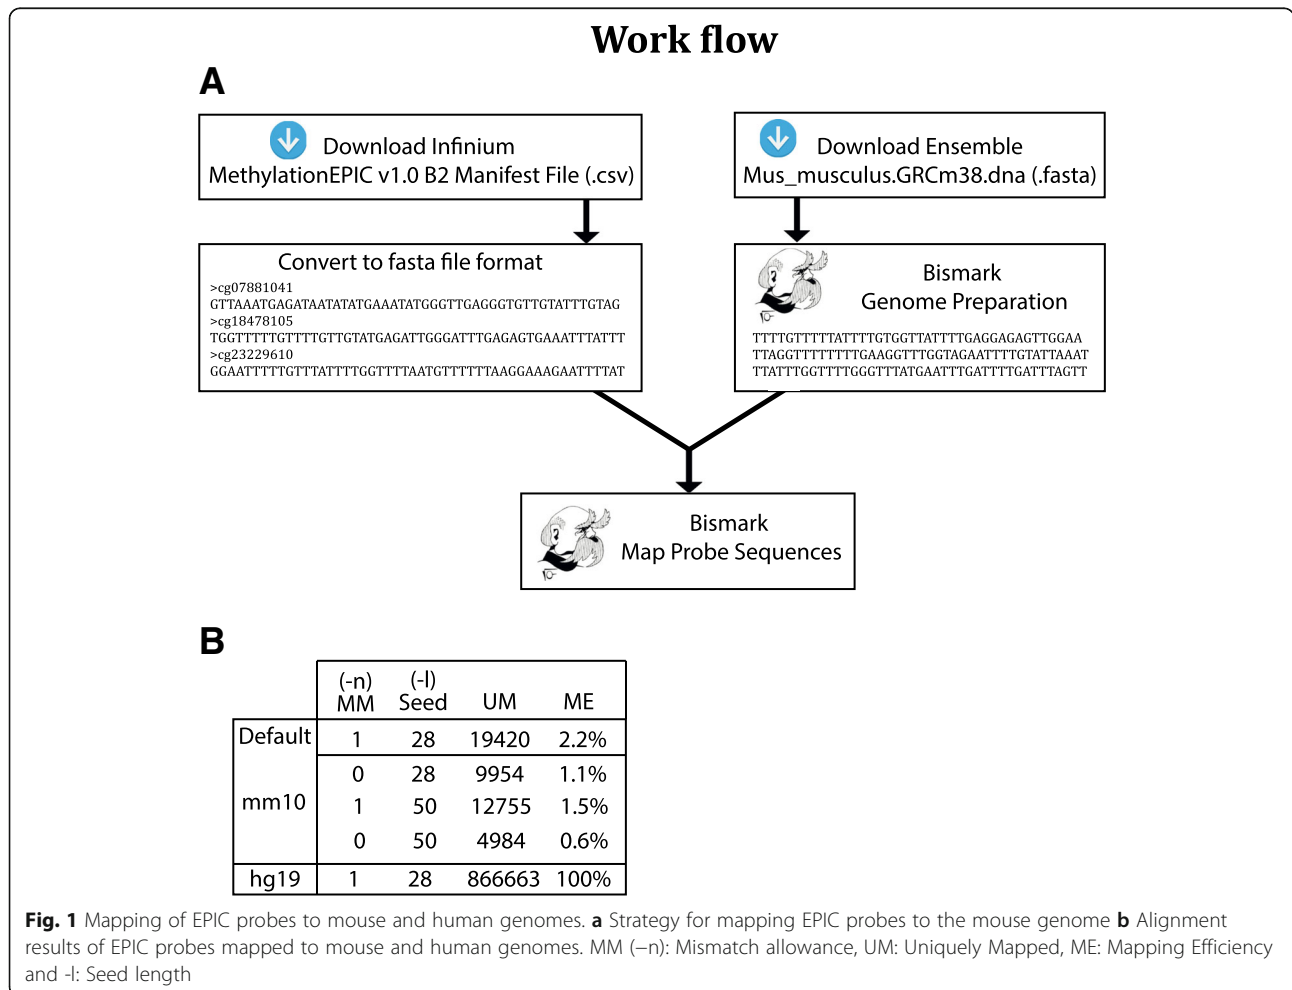 Work flow
A
Download Infinium
MethylationEPIC v1.0 B2 Manifest File (.csv)
Download Ensemble
Mus_musculus.GRCm38.dna (.fasta)
Convert to fasta file format
>cg07881041
GTTAAATGAGATAATATATGAAATATGGGTTGAGGGTGTTGTATTTGTAG
>cg18478105
TGGTTTTTGTTTTGTTGTATGAGATTGGGATTTGAGAGTGAAATTTATTT
>cg23229610
GGAATTTTTGTTTATTTTGGTTTTAATGTTTTTTAAGGAAAGAATTTTAT
Bismark
Genome Preparation
TTTTGTTTTTATTTTGTGGTTATTTTGAGGAGAGTTGGAA
TTAGGTTTTTTTTGAAGGTTTGGTAGAATTTTGTATTAAAT
TTATTTGGTTTTGGGTTTATGAATTTGATTTTGATTTAGTT
Bismark
Map Probe Sequences
B
(-n) MM (-l) Seed UM ME
Default 1 28 19420 2.2%
0 28 9954 1.1%
mm10 1 50 12755 1.5%
0 50 4984 0.6%
hg19 1 28 866663 100%
Fig. 1 Mapping of EPIC probes to mouse and human genomes. a Strategy for mapping EPIC probes to the mouse genome b Alignment
results of EPIC probes mapped to mouse and human genomes. MM (−n): Mismatch allowance, UM: Uniquely Mapped, ME: Mapping Efficiency
and -l: Seed length